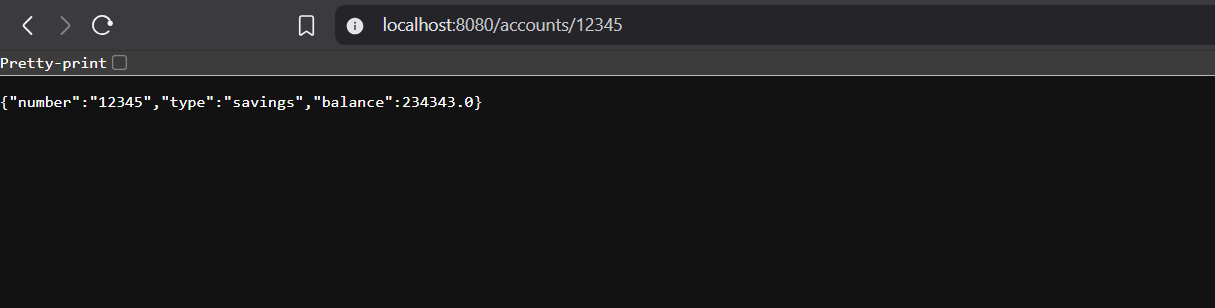 localhost:8080/accounts/12345
Pretty-print
{"number":"12345","type":"savings","balance":234343.0}